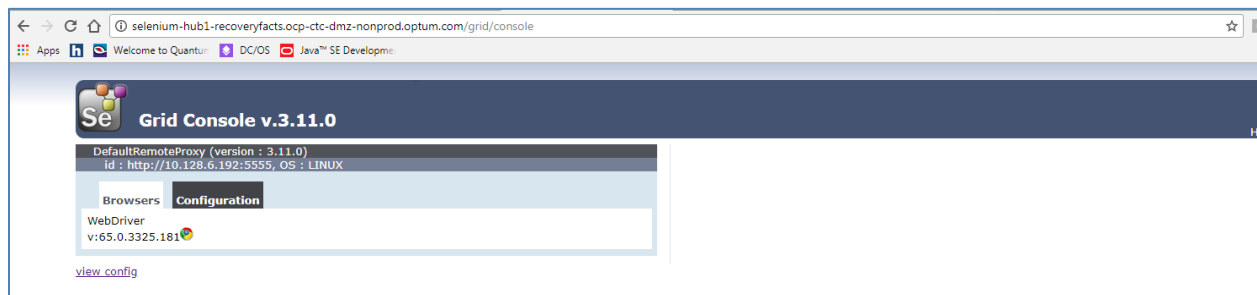 selenium-hub1-recoveryfacts.ocp-ctc-dmz-nonprod.optum.com/grid/console
Apps h Welcome to Quantun DC/OS Java™ SE Developme
Se Grid Console v.3.11.0
H
DefaultRemoteProxy (version : 3.11.0)
id : http://10.128.6.192:5555, OS : LINUX
Browsers Configuration
WebDriver
v:65.0.3325.181
view config